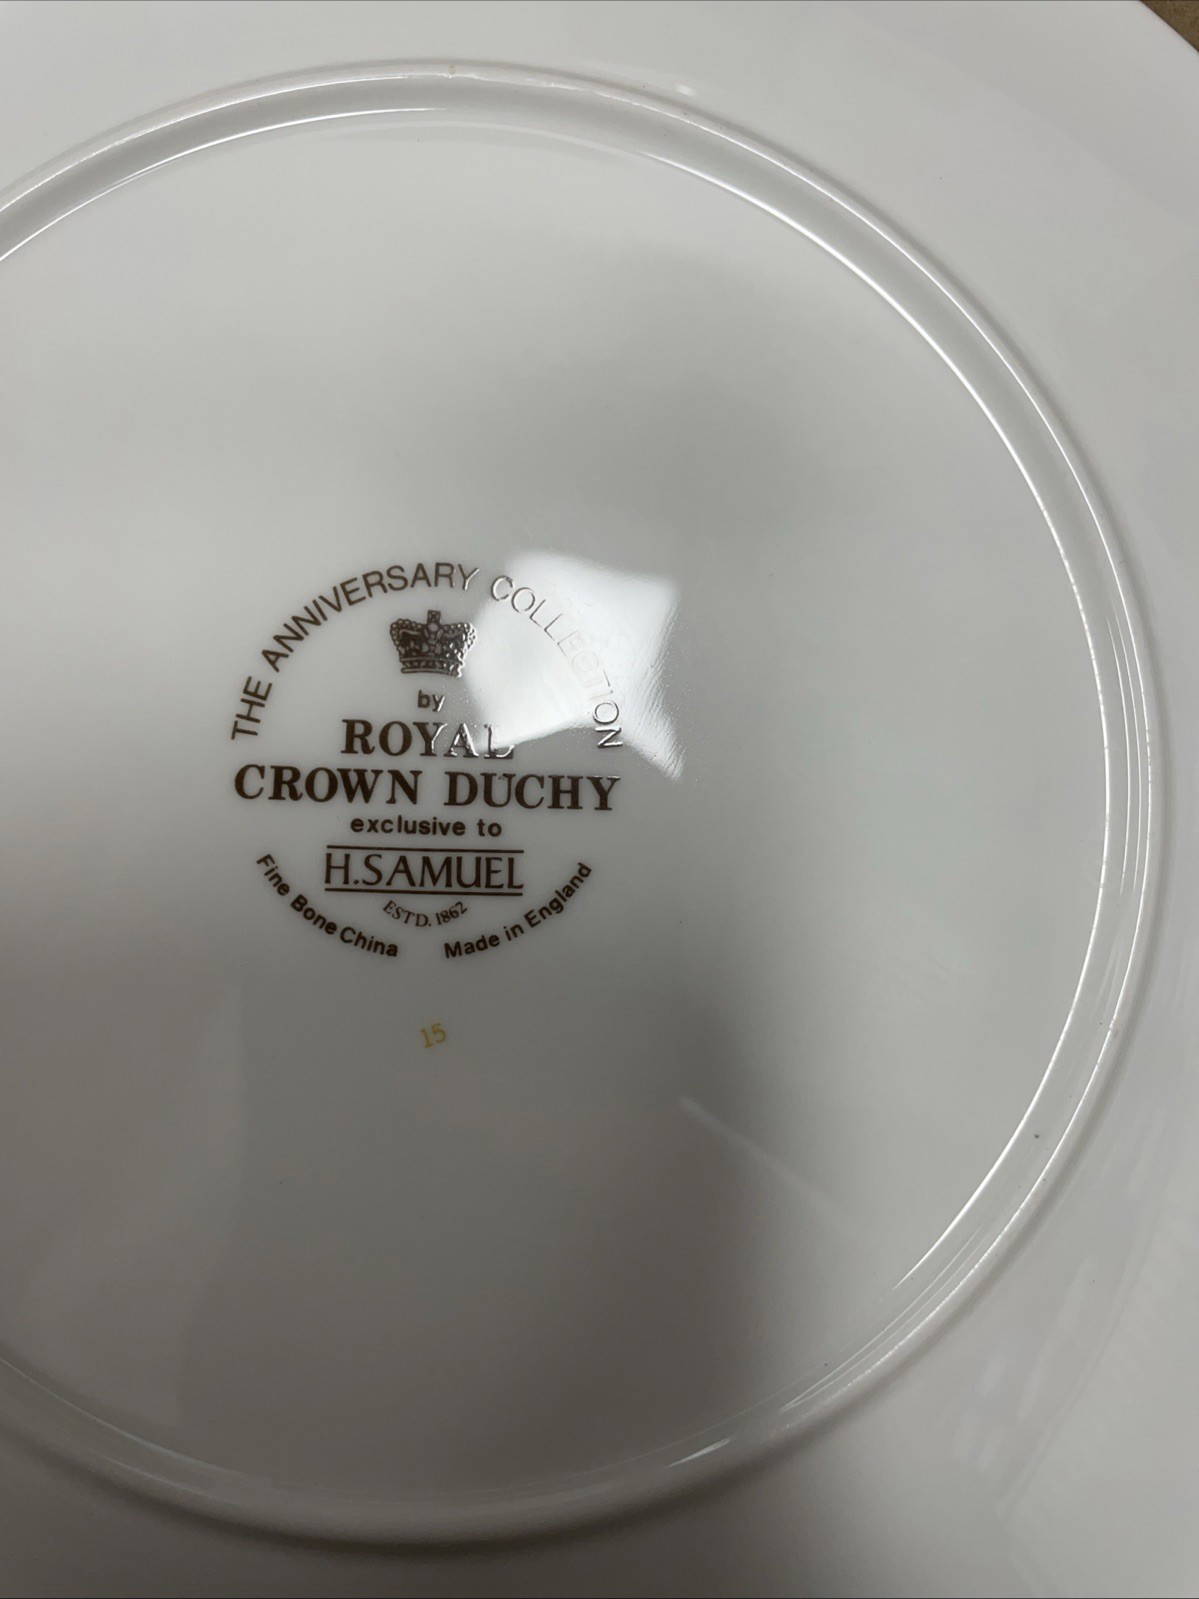 THE ANNIVERSARY COLLECTION
by
ROYAL
CROWN DUCHY
exclusive to
H.SAMUEL
ESTD. 1862
Fine Bone China
Made in England
15